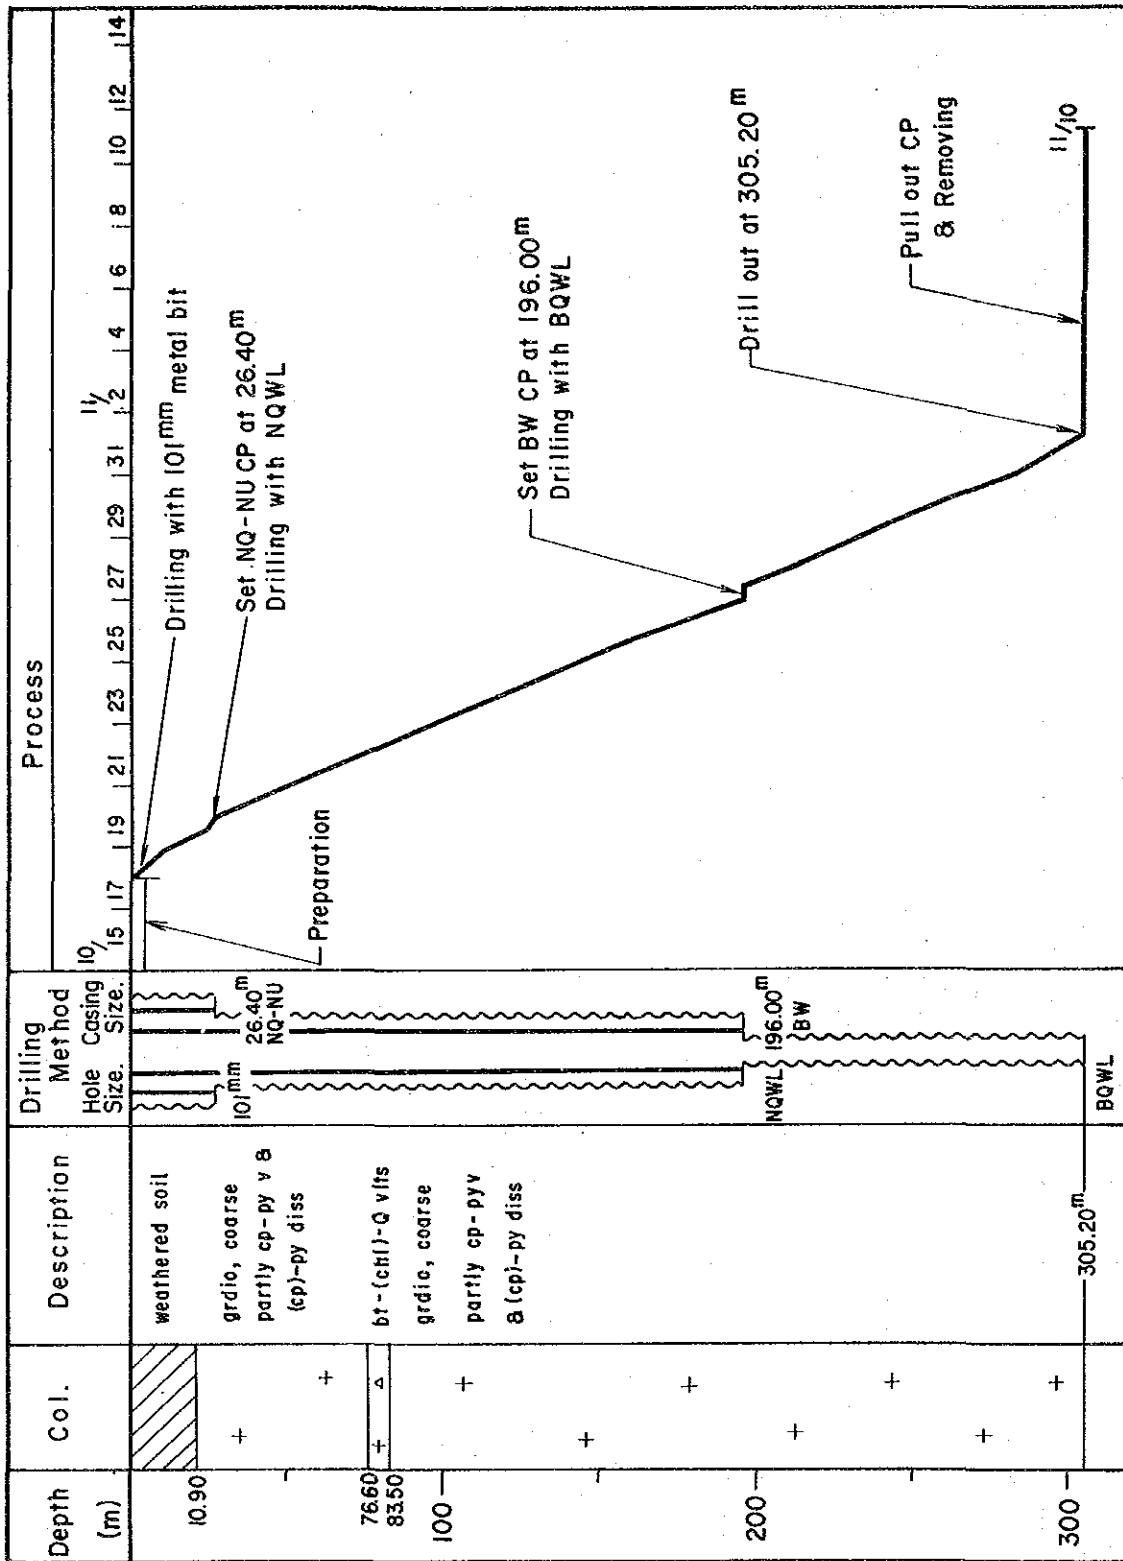 Depth
(m)
Col.
Description
Drilling
Method
Hole
Size.
Casing
Size.
Process
10/
15
17
19
21
23
25
27
29
31
11/
2
4
6
8
10
12
14
10.90
76.60
83.50
100
200
300
weathered soil
grdio, coarse
partly cp-py v &
(cp)-py diss
bt-(chl)-Q vlts
grdio, coarse
partly cp-pyv
& (cp)-py diss
305.20m
101mm
26.40m
NQ-NU
NQWL
196.00m
BW
BQWL
Preparation
Drilling with 101mm metal bit
Set NQ-NU CP at 26.40m
Drilling with NQWL
Set BW CP at 196.00m
Drilling with BQWL
Drill out at 305.20m
Pull out CP
& Removing
11/10